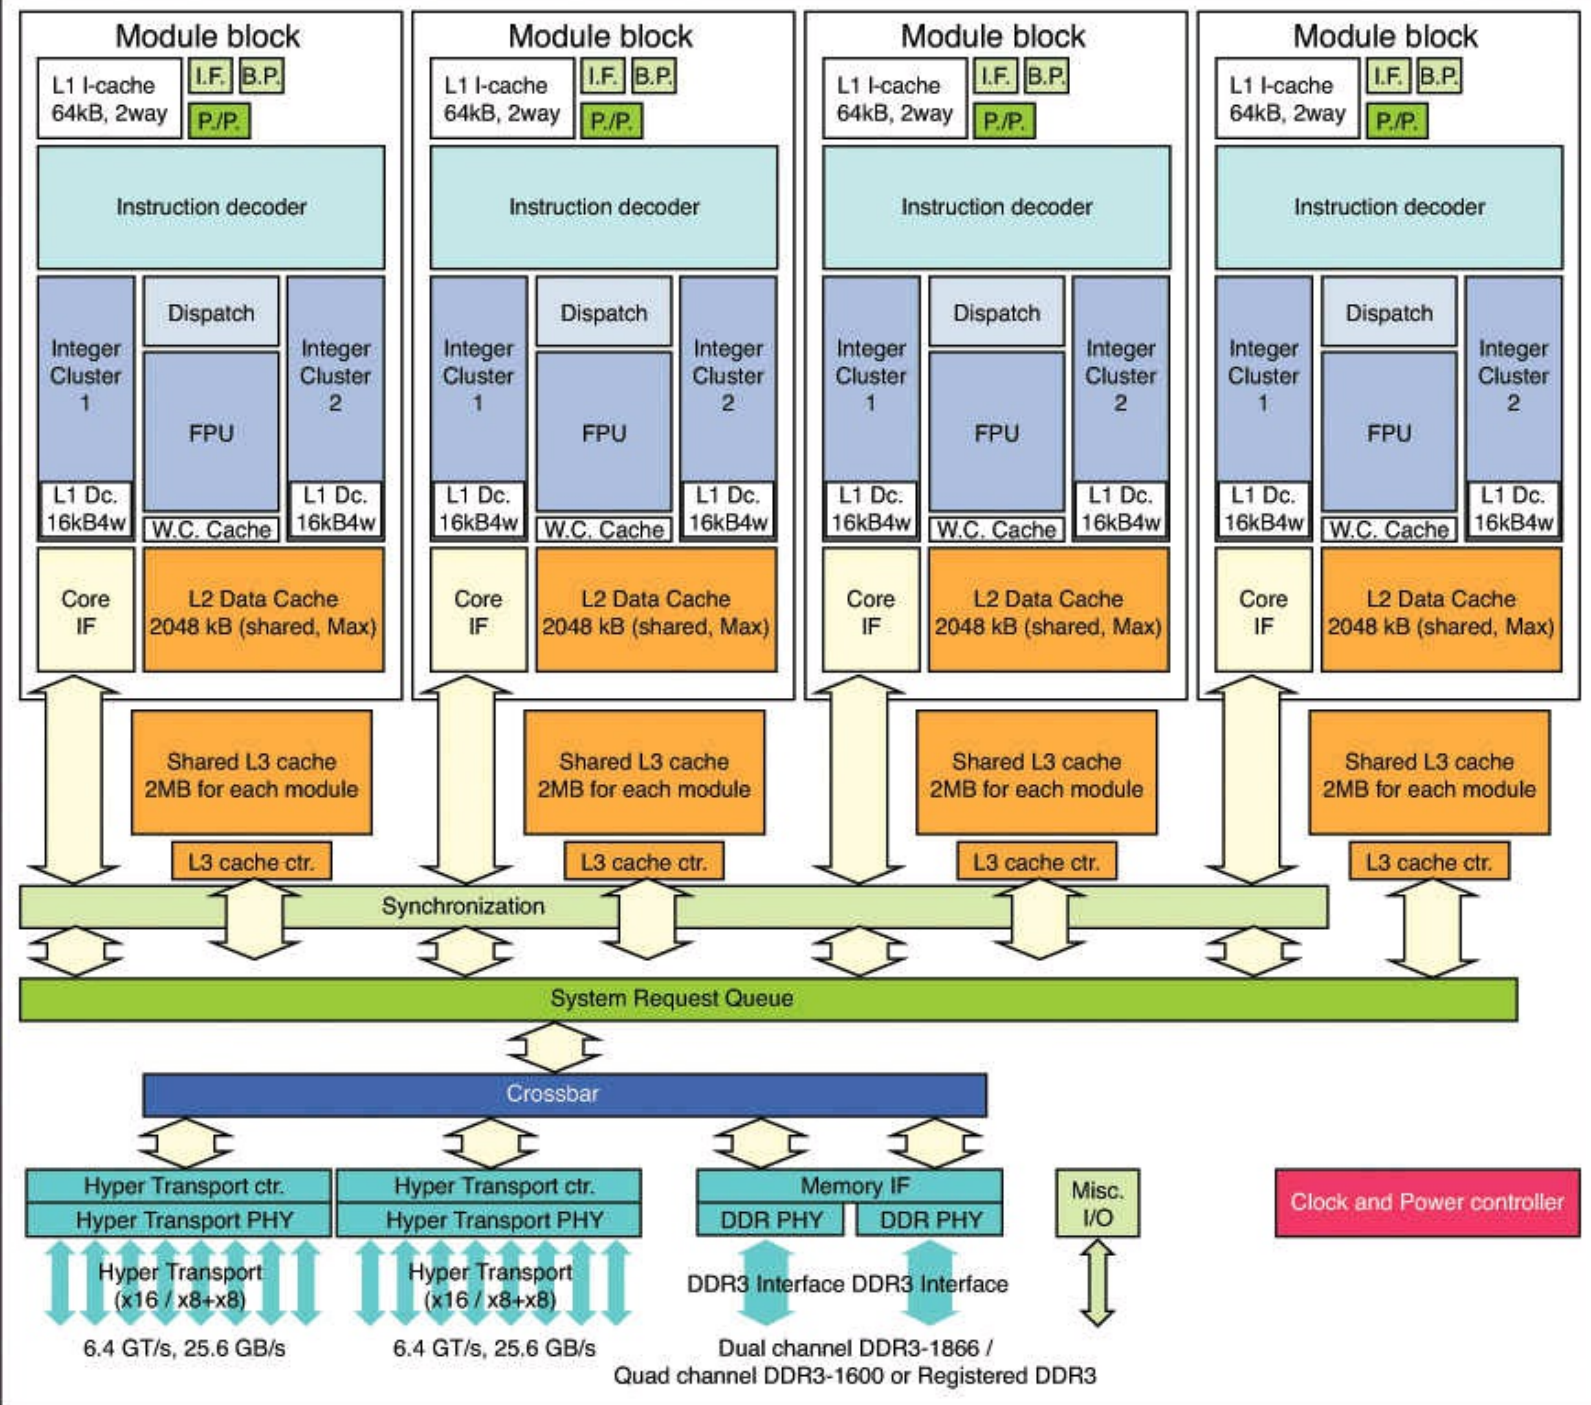 Module block
L1 I-cache
64kB, 2way
I.F.
B.P.
P./P.
Instruction decoder
Integer
Cluster
1
Dispatch
FPU
Integer
Cluster
2
L1 Dc.
16kB4w
W.C. Cache
L1 Dc.
16kB4w
Core
IF
L2 Data Cache
2048 kB (shared, Max)
Module block
L1 I-cache
64kB, 2way
I.F.
B.P.
P./P.
Instruction decoder
Integer
Cluster
1
Dispatch
FPU
Integer
Cluster
2
L1 Dc.
16kB4w
W.C. Cache
L1 Dc.
16kB4w
Core
IF
L2 Data Cache
2048 kB (shared, Max)
Module block
L1 I-cache
64kB, 2way
I.F.
B.P.
P./P.
Instruction decoder
Integer
Cluster
1
Dispatch
FPU
Integer
Cluster
2
L1 Dc.
16kB4w
W.C. Cache
L1 Dc.
16kB4w
Core
IF
L2 Data Cache
2048 kB (shared, Max)
Module block
L1 I-cache
64kB, 2way
I.F.
B.P.
P./P.
Instruction decoder
Integer
Cluster
1
Dispatch
FPU
Integer
Cluster
2
L1 Dc.
16kB4w
W.C. Cache
L1 Dc.
16kB4w
Core
IF
L2 Data Cache
2048 kB (shared, Max)
Shared L3 cache
2MB for each module
L3 cache ctr.
Shared L3 cache
2MB for each module
L3 cache ctr.
Shared L3 cache
2MB for each module
L3 cache ctr.
Shared L3 cache
2MB for each module
L3 cache ctr.
Synchronization
System Request Queue
Crossbar
Hyper Transport ctr.
Hyper Transport PHY
Hyper Transport
(x16 / x8+x8)
6.4 GT/s, 25.6 GB/s
Hyper Transport ctr.
Hyper Transport PHY
Hyper Transport
(x16 / x8+x8)
6.4 GT/s, 25.6 GB/s
Memory IF
DDR PHY
DDR PHY
DDR3 Interface
DDR3 Interface
Dual channel DDR3-1866 /
Quad channel DDR3-1600 or Registered DDR3
Misc.
I/O
Clock and Power controller